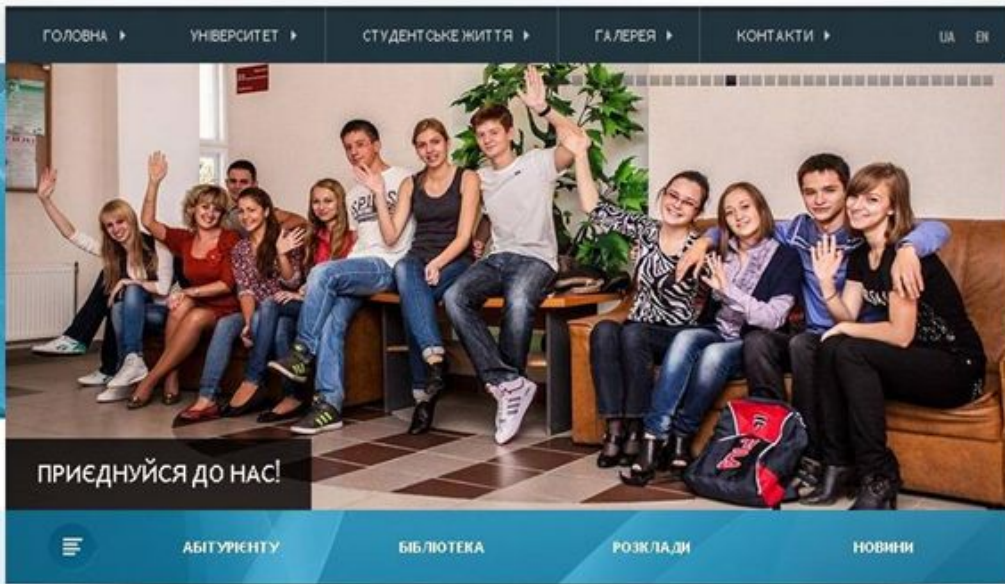 ГОЛОВНА УНІВЕРСИТЕТ СТУДЕНТСЬКЕ ЖИТТЯ ГАЛЕРЕЯ КОНТАКТИ UA EN
ПРИЄДНУЙСЯ ДО НАС!
АБІТУРІЄНТУ БІБЛІОТЕКА РОЗКЛАДИ НОВИНИ